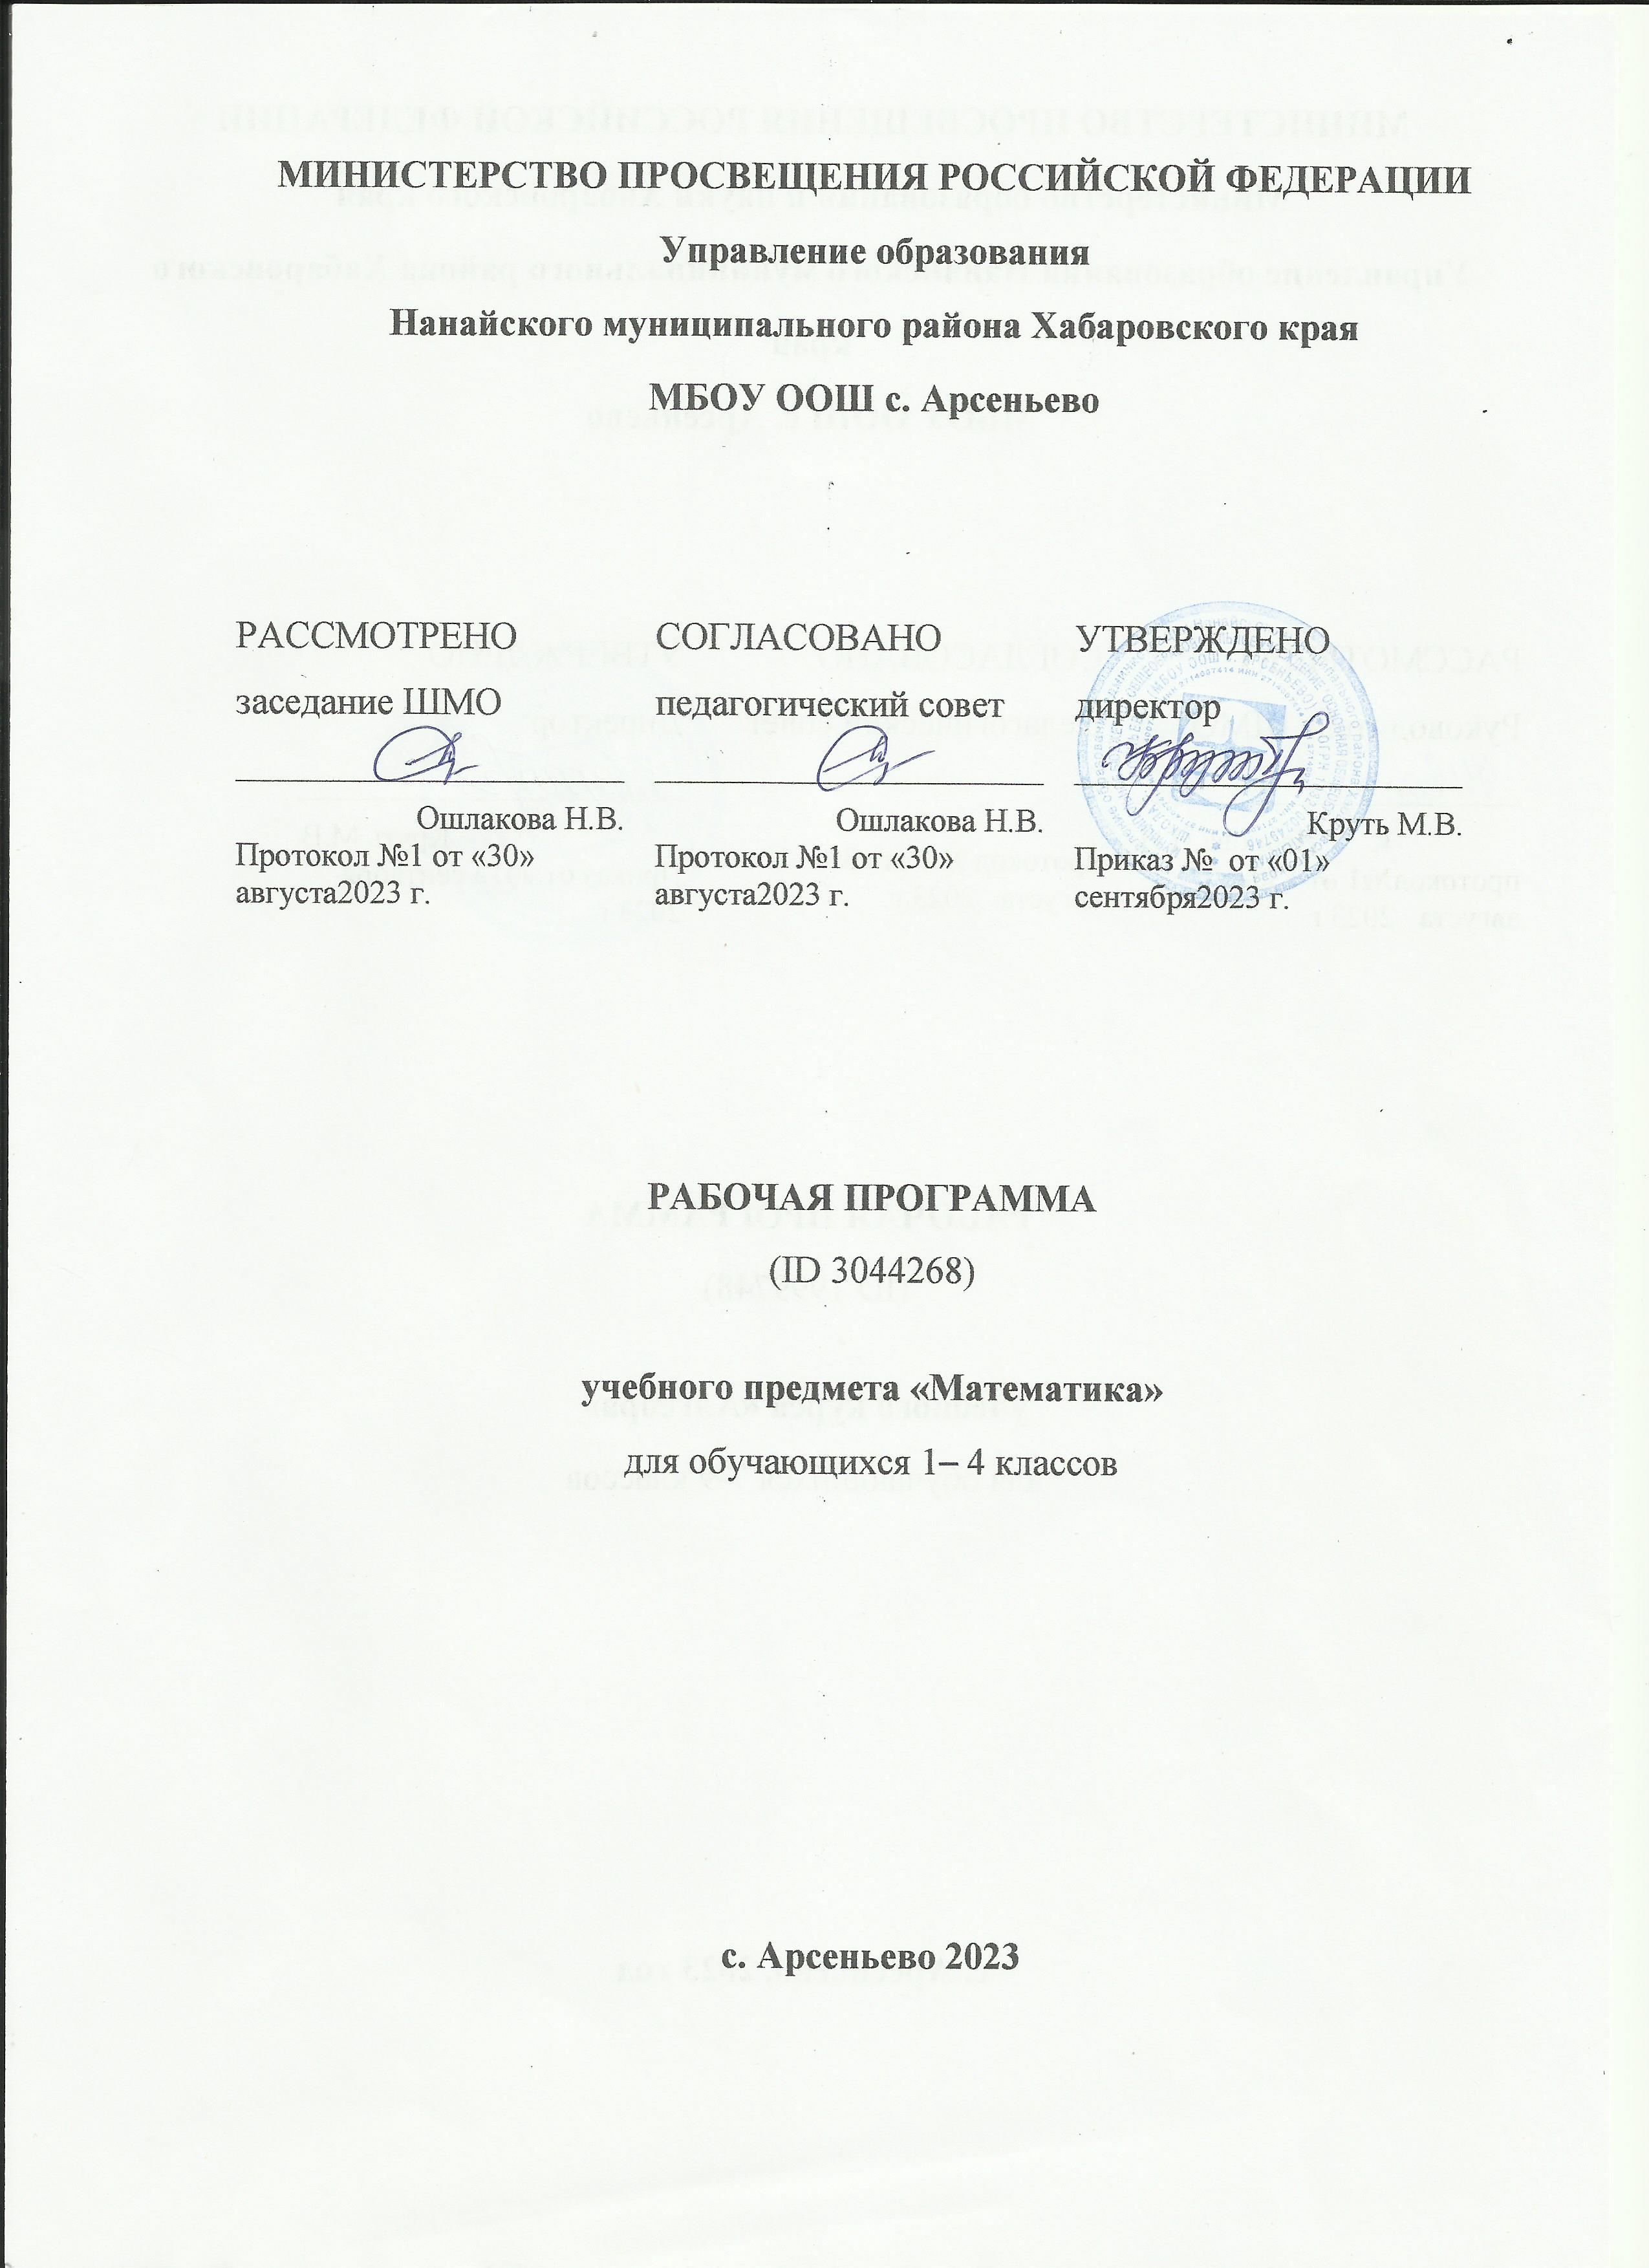 МИНИСТЕРСТВО ПРОСВЕЩЕНИЯ РОССИЙСКОЙ ФЕДЕРАЦИИ
Управление образования
Нанайского муниципального района Хабаровского края
МБОУ ООШ с. Арсеньево
РАССМОТРЕНО
заседание ШМО
Ошлакова Н.В.
Протокол №1 от «30»
августа2023 г.
СОГЛАСОВАНО
педагогический совет
Ошлакова Н.В.
Протокол №1 от «30»
августа2023 г.
УТВЕРЖДЕНО
директор
Круть М.В.
Приказ № от «01»
сентября2023 г.
РАБОЧАЯ ПРОГРАММА
(ID 3044268)
учебного предмета «Математика»
для обучающихся 1– 4 классов
с. Арсеньево 2023